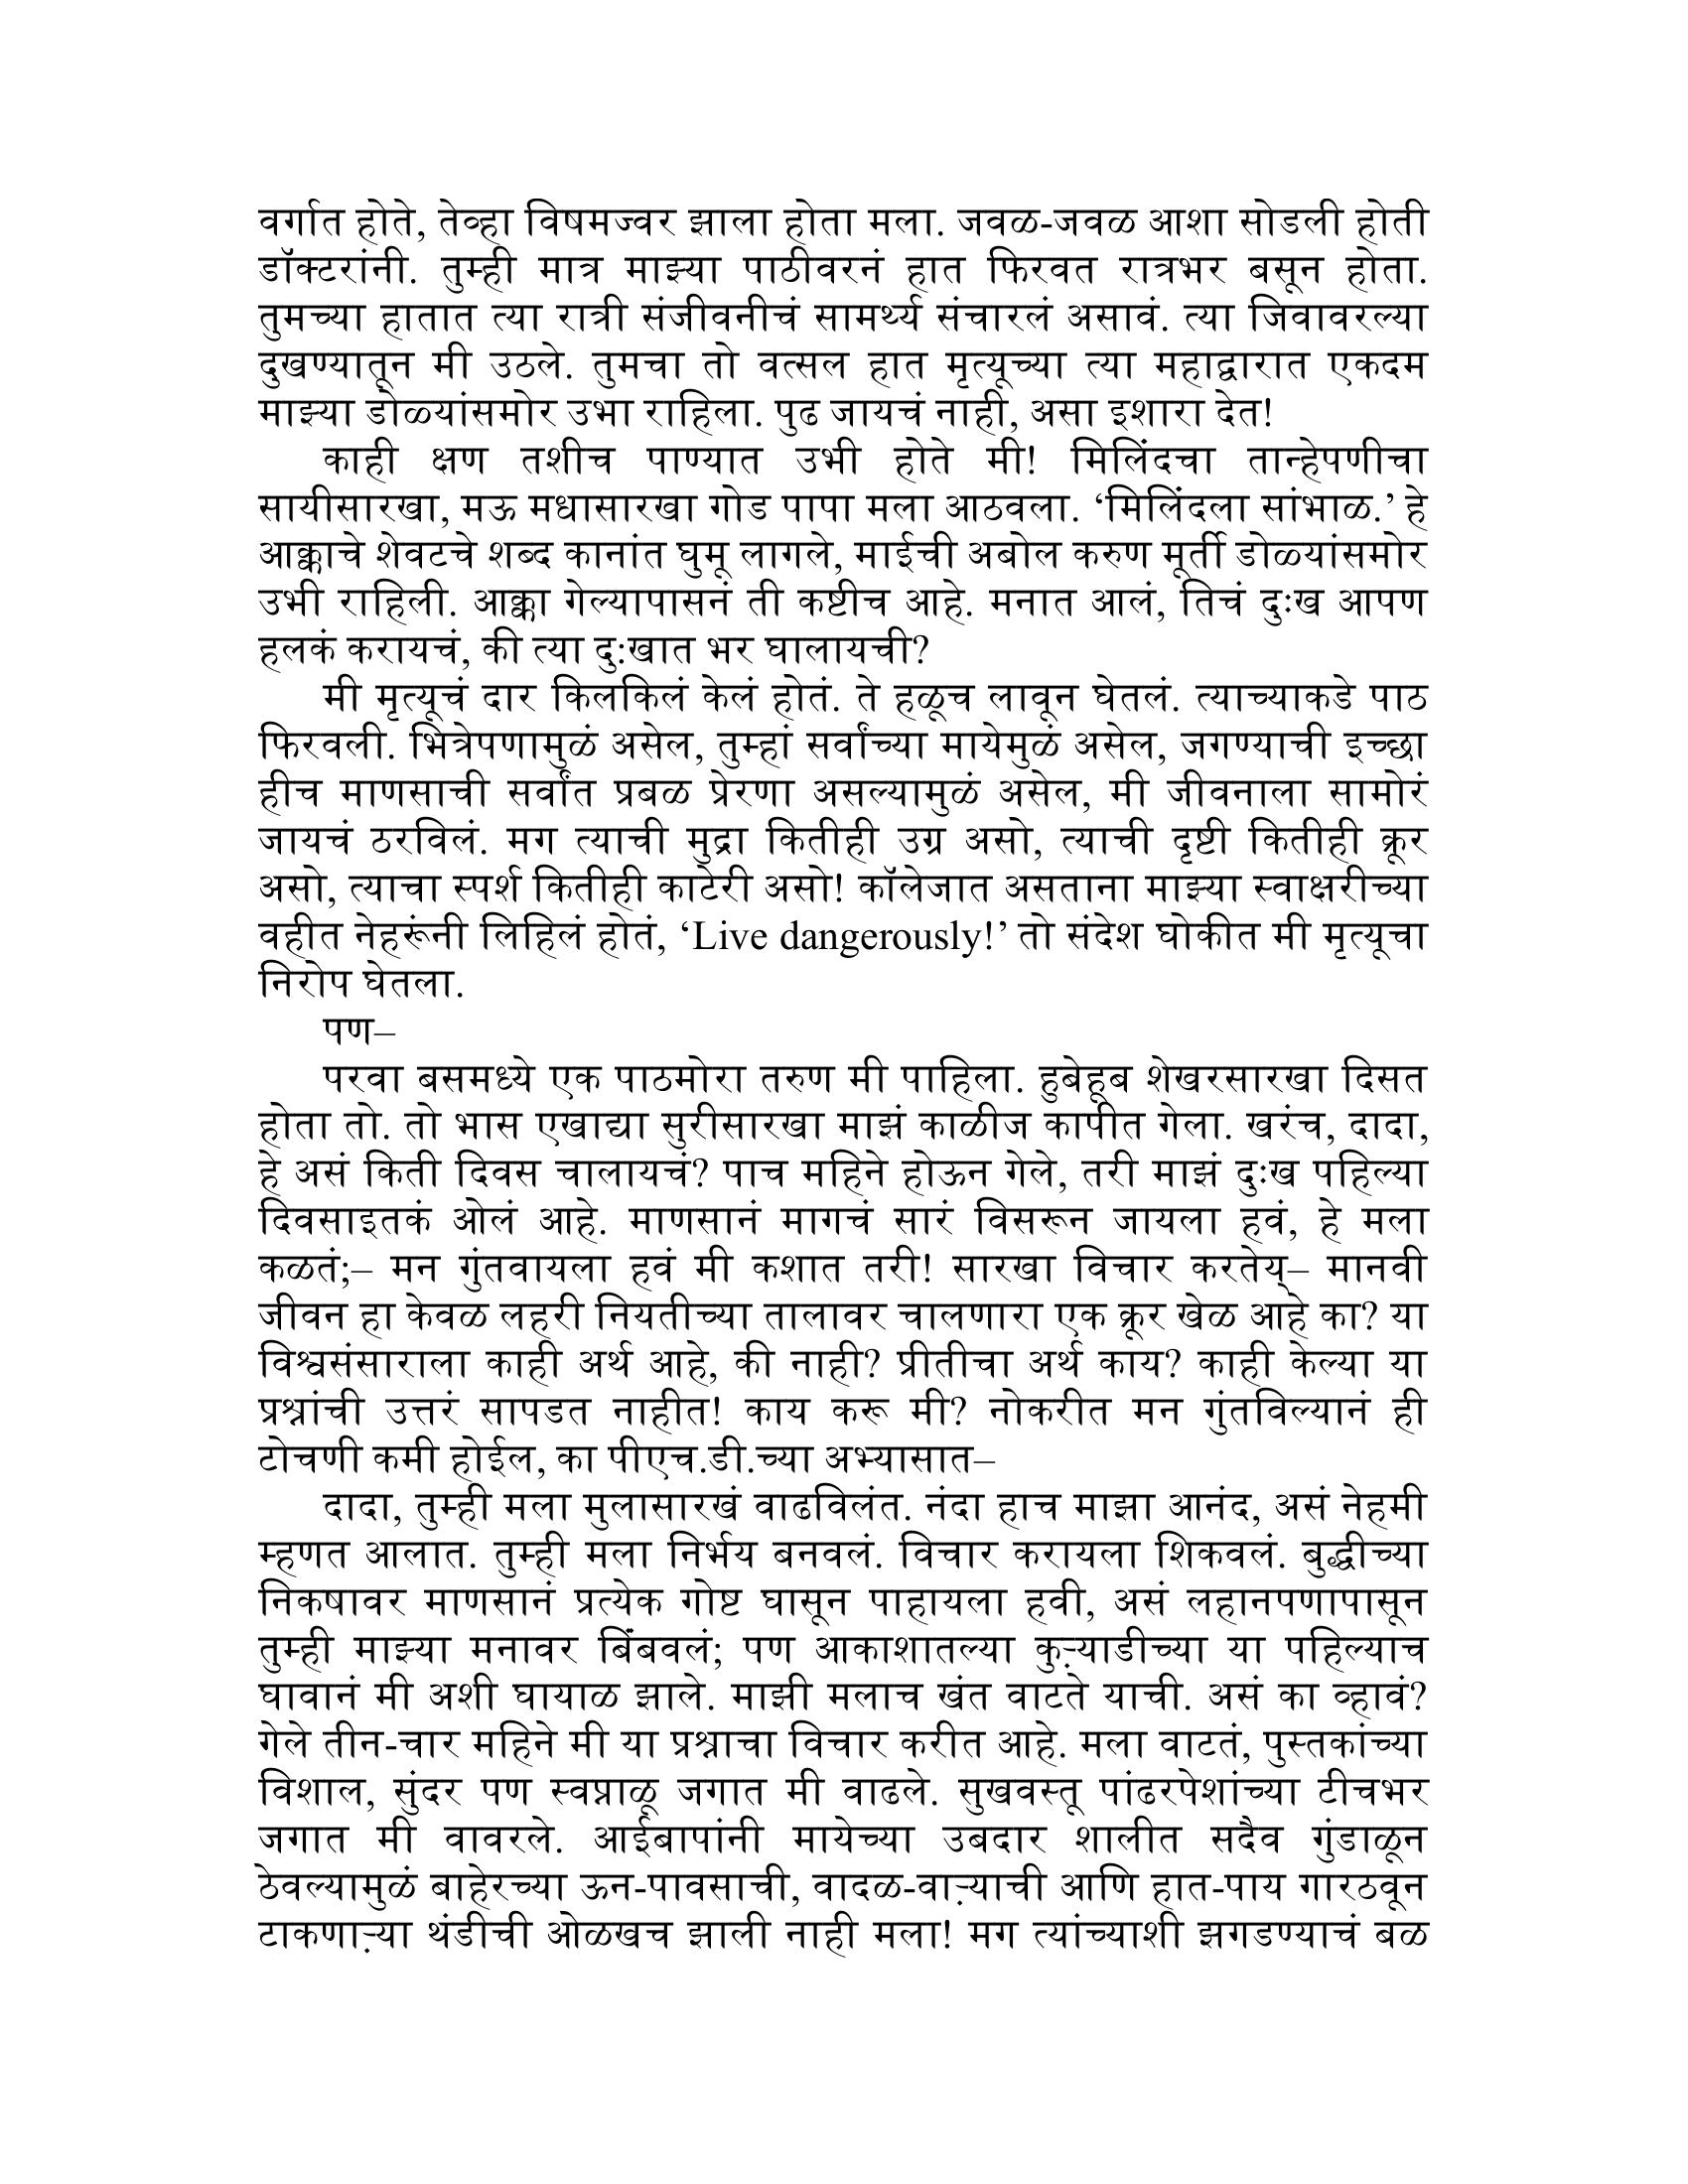 वर्गात होते, तेव्हा विषमज्वर झाला होता मला. जवळ-जवळ आशा सोडली होती
डॉक्टरांनी. तुम्ही मात्र माझ्या पाठीवरनं हात फिरवत रात्रभर बसून होता.
तुमच्या हातात त्या रात्री संजीवनीचं सामर्थ्य संचारलं असावं. त्या जिवावरल्या
दुखण्यातून मी उठले. तुमचा तो वत्सल हात मृत्यूच्या त्या महाद्वारात एकदम
माझ्या डोळ्यांसमोर उभा राहिला. पुढ जायचं नाही, असा इशारा देत!
काही क्षण तशीच पाण्यात उभी होते मी! मिलिंदचा तान्हेपणीचा
सायीसारखा, मऊ मधासारखा गोड पापा मला आठवला. ‘मिलिंदला सांभाळ.’ हे
आक्काचे शेवटचे शब्द कानांत घुमू लागले, माईची अबोल करुण मूर्ती डोळ्यांसमोर
उभी राहिली. आक्का गेल्यापासनं ती कष्टीच आहे. मनात आलं, तिचं दुःख आपण
हलकं करायचं, की त्या दु:खात भर घालायची?
मी मृत्यूचं दार किलकिलं केलं होतं. ते हळूच लावून घेतलं. त्याच्याकडे पाठ
फिरवली. भित्रेपणामुळं असेल, तुम्हां सर्वांच्या मायेमुळं असेल, जगण्याची इच्छा
हीच माणसाची सर्वांत प्रबळ प्रेरणा असल्यामुळं असेल, मी जीवनाला सामोरं
जायचं ठरविलं. मग त्याची मुद्रा कितीही उग्र असो, त्याची दृष्टी कितीही क्रूर
असो, त्याचा स्पर्श कितीही काटेरी असो! कॉलेजात असताना माझ्या स्वाक्षरीच्या
वहीत नेहरूंनी लिहिलं होतं, ‘Live dangerously!’ तो संदेश घोकीत मी मृत्यूचा
निरोप घेतला.
पण–
परवा बसमध्ये एक पाठमोरा तरुण मी पाहिला. हुबेहूब शेखरसारखा दिसत
होता तो. तो भास एखाद्या सुरीसारखा माझं काळीज कापीत गेला. खरंच, दादा,
हे असं किती दिवस चालायचं? पाच महिने होऊन गेले, तरी माझं दुःख पहिल्या
दिवसाइतकं ओलं आहे. माणसानं मागचं सारं विसरून जायला हवं, हे मला
कळतं;– मन गुंतवायला हवं मी कशात तरी! सारखा विचार करतेय्– मानवी
जीवन हा केवळ लहरी नियतीच्या तालावर चालणारा एक क्रूर खेळ आहे का? या
विश्वसंसाराला काही अर्थ आहे, की नाही? प्रीतीचा अर्थ काय? काही केल्या या
प्रश्नांची उत्तरं सापडत नाहीत! काय करू मी? नोकरीत मन गुंतविल्यानं ही
टोचणी कमी होईल, का पीएच.डी.च्या अभ्यासात–
दादा, तुम्ही मला मुलासारखं वाढविलंत. नंदा हाच माझा आनंद, असं नेहमी
म्हणत आलात. तुम्ही मला निर्भय बनवलं. विचार करायला शिकवलं. बुद्धीच्या
निकषावर माणसानं प्रत्येक गोष्ट घासून पाहायला हवी, असं लहानपणापासून
तुम्ही माझ्या मनावर बिंबवलं; पण आकाशातल्या कुऱ्याडीच्या या पहिल्याच
घावानं मी अशी घायाळ झाले. माझी मलाच खंत वाटते याची. असं का व्हावं?
गेले तीन-चार महिने मी या प्रश्नाचा विचार करीत आहे. मला वाटतं, पुस्तकांच्या
विशाल, सुंदर पण स्वप्नाळू जगात मी वाढले. सुखवस्तू पांढरपेशांच्या टीचभर
जगात मी वावरले. आईबापांनी मायेच्या उबदार शालीत सदैव गुंडाळून
ठेवल्यामुळं बाहेरच्या ऊन-पावसाची, वादळ-वाऱ्याची आणि हात-पाय गारठवून
टाकणाऱ्या थंडीची ओळखच झाली नाही मला! मग त्यांच्याशी झगडण्याचं बळ